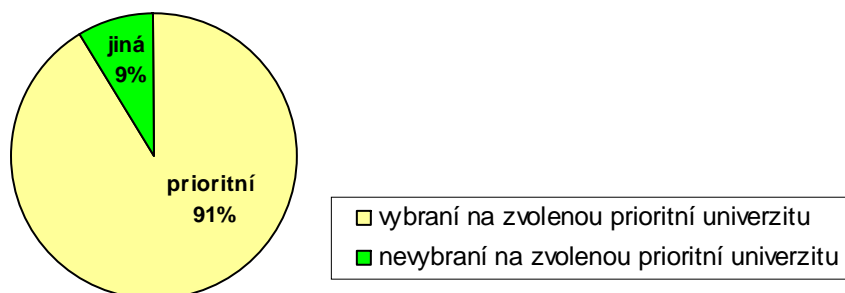 jiná
9%
prioritní
91%
vybraní na zvolenou prioritní univerzitu
nevybraní na zvolenou prioritní univerzitu